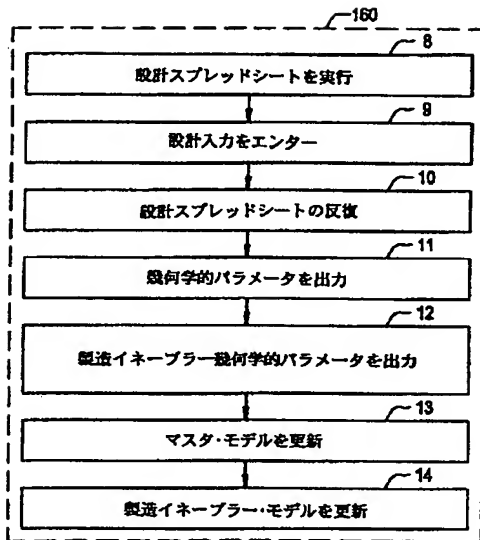 160
8
設計スプレッドシートを実行
9
設計入力をエンター
10
設計スプレッドシートの反復
11
幾何学的パラメータを出力
12
製造イネーブラー幾何学的パラメータを出力
13
マスタ・モデルを更新
14
製造イネーブラー・モデルを更新